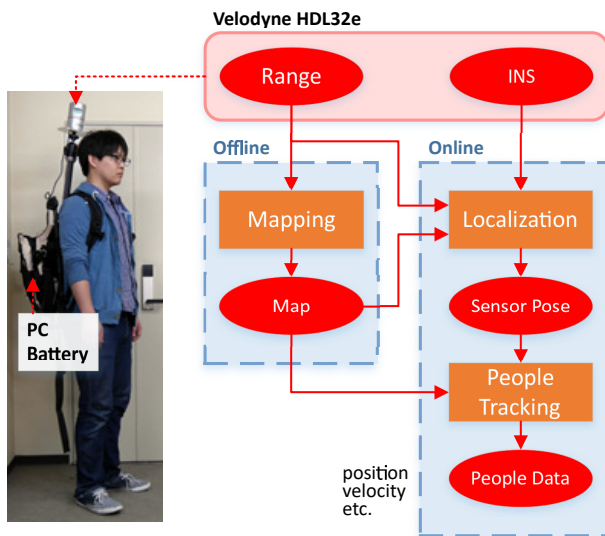 Velodyne HDL32e
Range
INS
Offline
Online
Mapping
Localization
Map
Sensor Pose
PC
Battery
People
Tracking
position
velocity
etc.
People Data